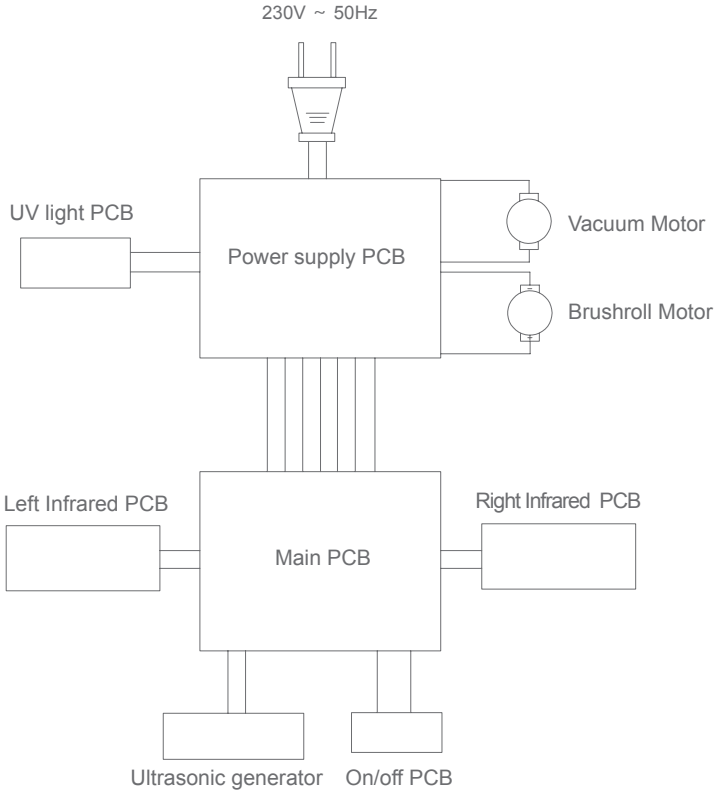 230V ~ 50Hz
UV light PCB
Power supply PCB
Vacuum Motor
Brushroll Motor
Left Infrared PCB
Right Infrared PCB
Main PCB
Ultrasonic generator
On/off PCB